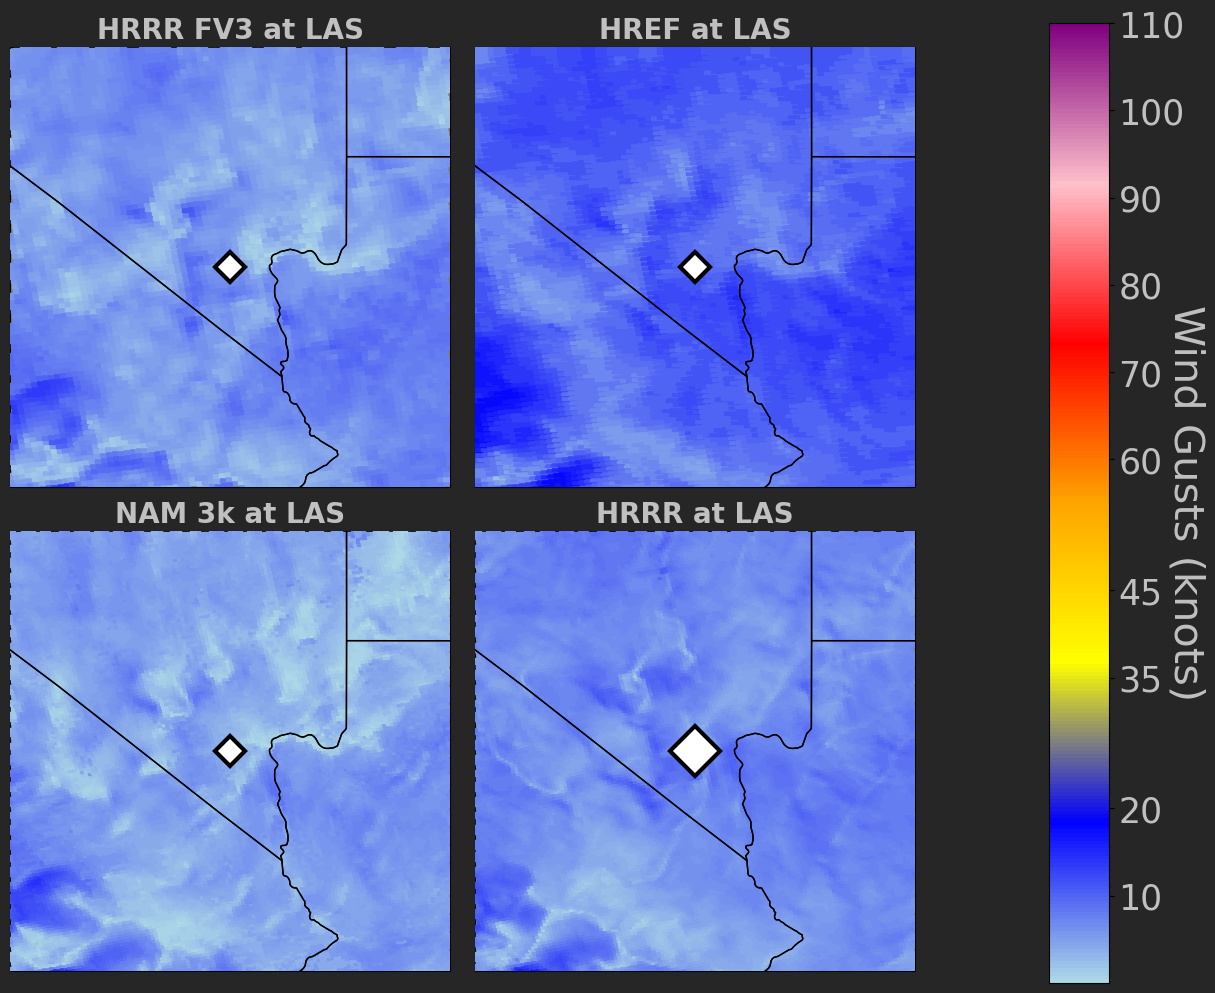 HRRR FV3 at LAS
HREF at LAS
NAM 3k at LAS
HRRR at LAS
110
100
90
80
70
60
45
35
20
10
Wind Gusts (knots)